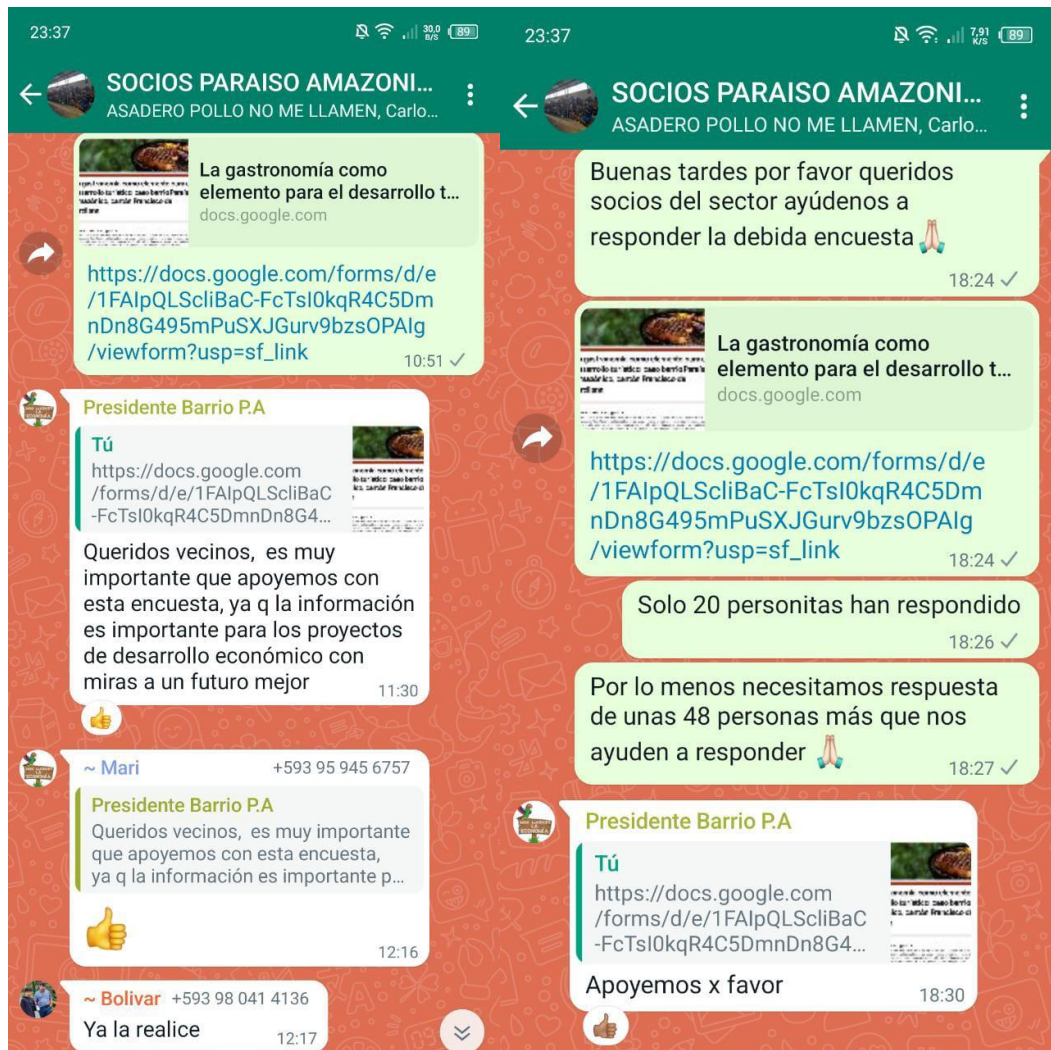 23:37
30,0 B/S 89
SOCIOS PARAISO AMAZONI...
ASADERO POLLO NO ME LLAMEN, Carlo...
La gastronomía como
elemento para el desarrollo t...
docs.google.com
https://docs.google.com/forms/d/e
/1FAIpQLScliBaC-FcTsI0kqR4C5Dm
nDn8G495mPuSXJGurv9bzsOPAIg
/viewform?usp=sf_link
10:51
Presidente Barrio P.A
Tú
https://docs.google.com
/forms/d/e/1FAIpQLScliBaC
-FcTsI0kqR4C5DmnDn8G4...
Queridos vecinos, es muy
importante que apoyemos con
esta encuesta, ya q la información
es importante para los proyectos
de desarrollo económico con
miras a un futuro mejor
11:30
~ Mari +593 95 945 6757
Presidente Barrio P.A
Queridos vecinos, es muy importante
que apoyemos con esta encuesta,
ya q la información es importante p...
12:16
~ Bolivar +593 98 041 4136
Ya la realice
12:17
23:37
7,91 K/S 89
SOCIOS PARAISO AMAZONI...
ASADERO POLLO NO ME LLAMEN, Carlo...
Buenas tardes por favor queridos
socios del sector ayúdenos a
responder la debida encuesta🙏🏻
18:24
La gastronomía como
elemento para el desarrollo t...
docs.google.com
https://docs.google.com/forms/d/e
/1FAIpQLScliBaC-FcTsI0kqR4C5Dm
nDn8G495mPuSXJGurv9bzsOPAIg
/viewform?usp=sf_link
18:24
Solo 20 personitas han respondido
18:26
Por lo menos necesitamos respuesta
de unas 48 personas más que nos
ayuden a responder 🙏🏻
18:27
Presidente Barrio P.A
Tú
https://docs.google.com
/forms/d/e/1FAIpQLScliBaC
-FcTsI0kqR4C5DmnDn8G4...
Apoyemos x favor
18:30